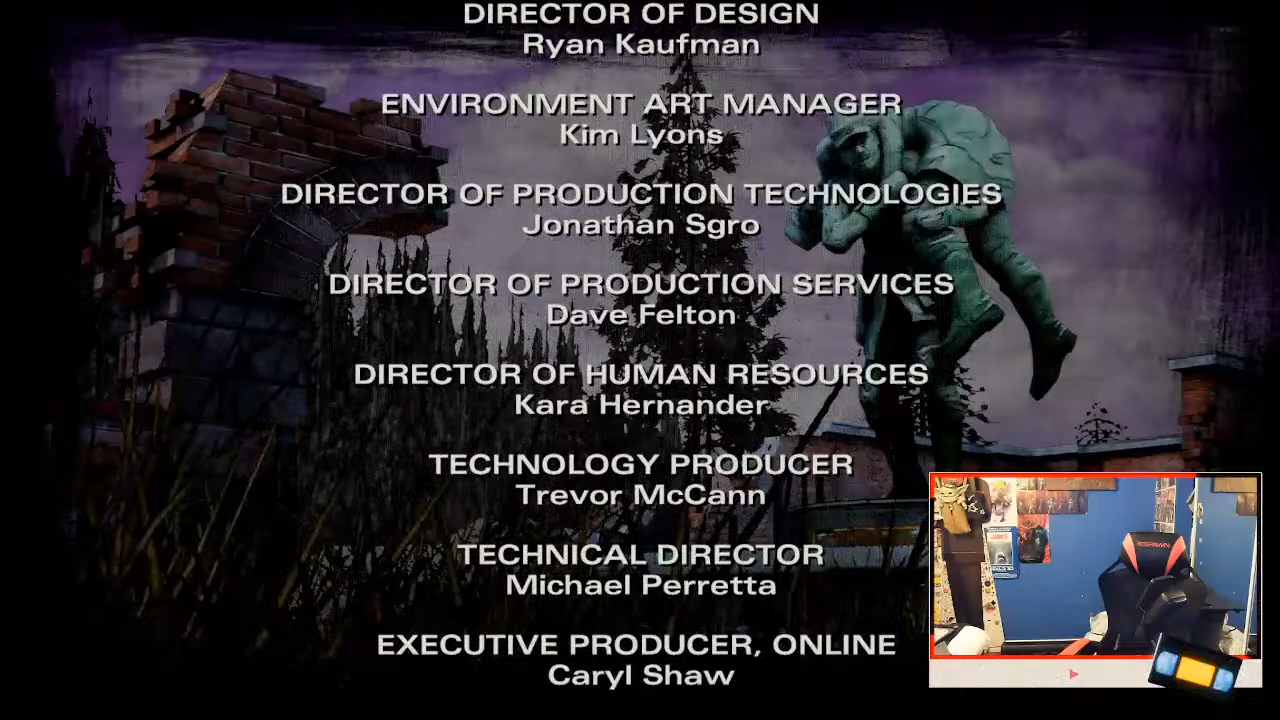 DIRECTOR OF DESIGN
Ryan Kaufman
ENVIRONMENT ART MANAGER
Kim Lyons
DIRECTOR OF PRODUCTION TECHNOLOGIES
Jonathan Sgro
DIRECTOR OF PRODUCTION SERVICES
Dave Felton
DIRECTOR OF HUMAN RESOURCES
Kara Hernander
TECHNOLOGY PRODUCER
Trevor McCann
TECHNICAL DIRECTOR
Michael Perretta
EXECUTIVE PRODUCER, ONLINE
Caryl Shaw